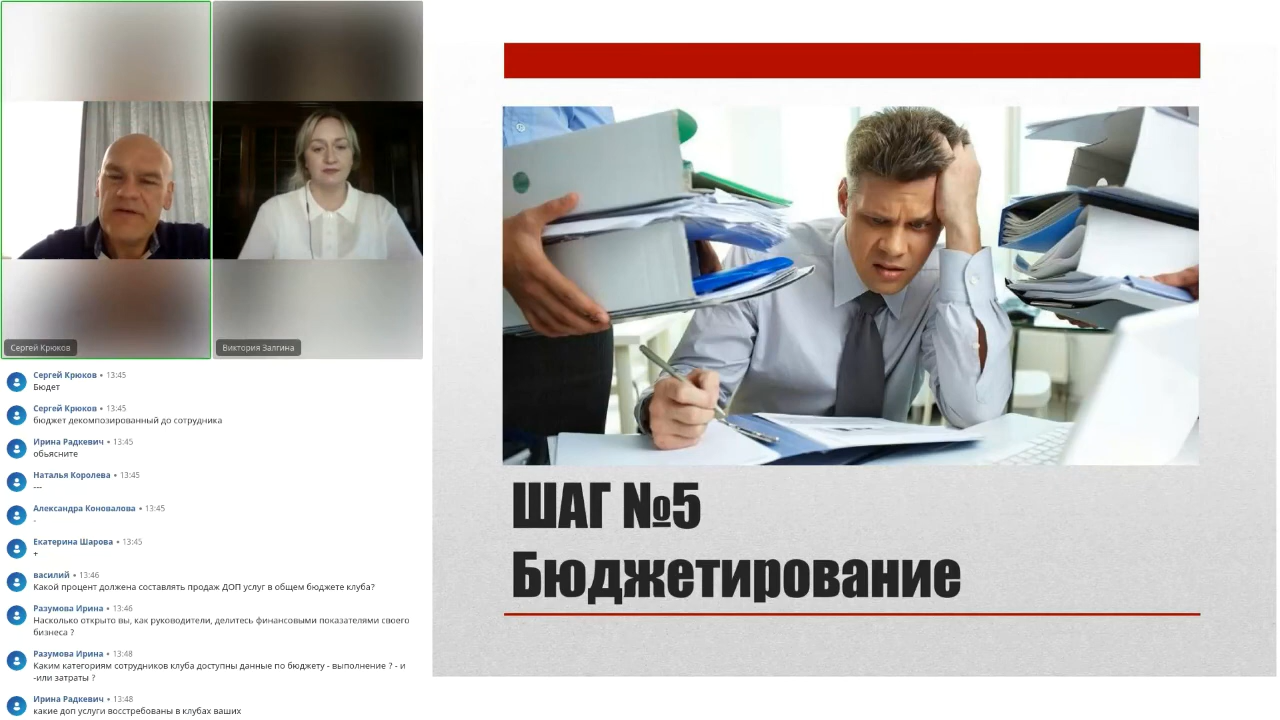 Сергей Крюков
Виктория Залгина
Сергей Крюков • 13:45
Бюдет
Сергей Крюков • 13:45
бюджет декомпозированный до сотрудника
Ирина Радкевич • 13:45
обьясните
Наталья Королева • 13:45
---
Александра Коновалова • 13:45
-
Екатерина Шарова • 13:45
+
василий • 13:46
Какой процент должена составлять продаж ДОП услуг в общем бюджете клуба?
Разумова Ирина • 13:46
Насколько открыто вы, как руководители, делитесь финансовыми показателями своего
бизнеса ?
Разумова Ирина • 13:48
Каким категориям сотрудников клуба доступны данные по бюджету - выполнение ? - и
-или затраты ?
Ирина Радкевич • 13:48
какие доп услуги восстребованы в клубах ваших
ШАГ №5
Бюджетирование